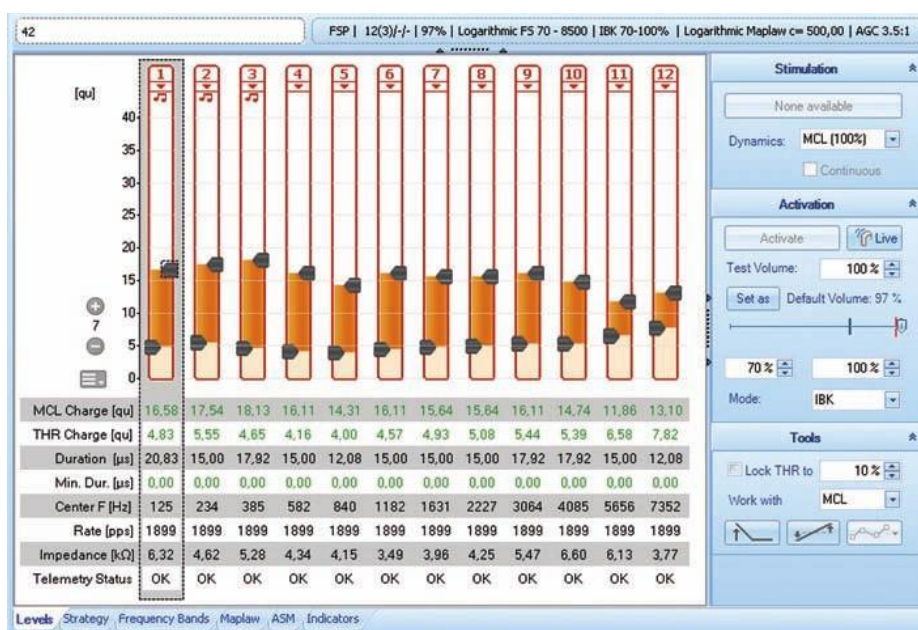 42
FSP | 12(3)/-/- | 97% | Logarithmic FS 70 - 8500 | IBK 70-100% | Logarithmic Maplaw c= 500,00 | AGC 3.5:1
1 2 3 4 5 6 7 8 9 10 11 12
[qu]
40
35
30
25
20
15
10
5
0
7
MCL Charge [qu] 16,58 17,54 18,13 16,11 14,31 16,11 15,64 15,64 16,11 14,74 11,86 13,10
THR Charge [qu] 4,83 5,55 4,65 4,16 4,00 4,57 4,93 5,08 5,44 5,39 6,58 7,82
Duration [µs] 20,83 15,00 17,92 15,00 12,08 15,00 15,00 15,00 17,92 17,92 15,00 12,08
Min. Dur. [µs] 0,00 0,00 0,00 0,00 0,00 0,00 0,00 0,00 0,00 0,00 0,00 0,00
Center F [Hz] 125 234 385 582 840 1182 1631 2227 3064 4085 5656 7352
Rate [pps] 1899 1899 1899 1899 1899 1899 1899 1899 1899 1899 1899 1899
Impedance [kΩ] 6,32 4,62 5,28 4,34 4,15 3,49 3,96 4,25 5,47 6,60 6,13 3,77
Telemetry Status OK OK OK OK OK OK OK OK OK OK OK OK
Stimulation
None available
Dynamics: MCL (100%)
Continuous
Activation
Activate Live
Test Volume: 100 %
Set as Default Volume: 97 %
70 % 100 %
Mode: IBK
Tools
Lock THR to 10 %
Work with MCL
Levels Strategy Frequency Bands Maplaw ASM Indicators